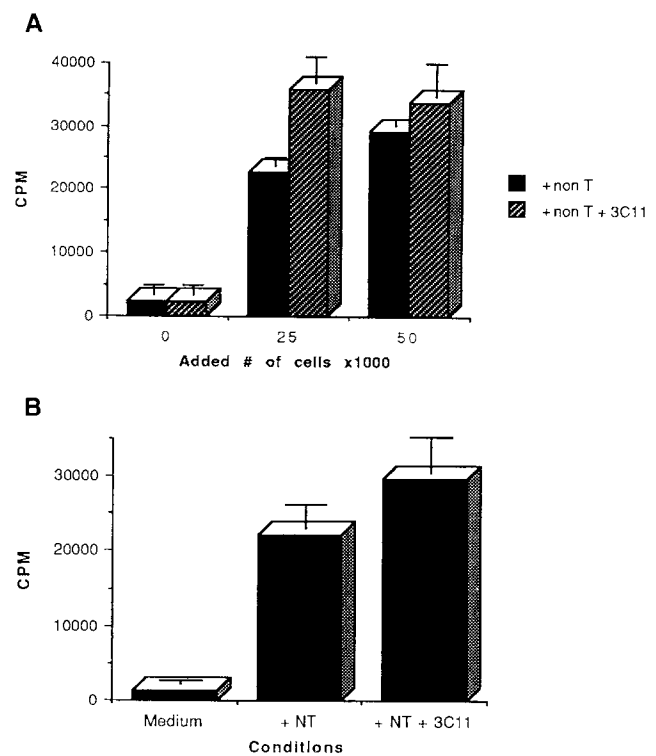 A
40000
30000
20000
10000
0
CPM
0 25 50
Added # of cells x1000
+ non T
+ non T + 3C11
B
30000
20000
10000
0
CPM
Medium + NT + NT + 3C11
Conditions